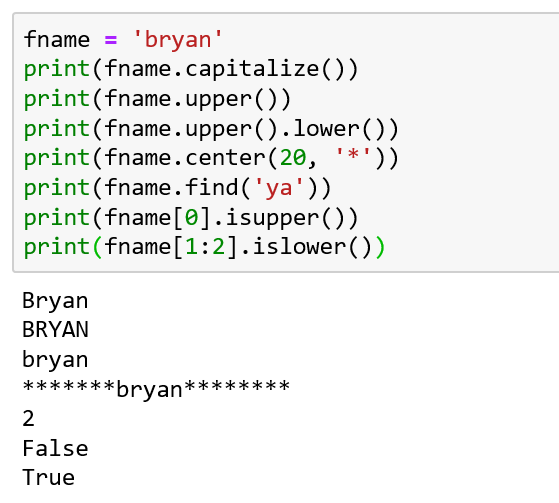 fname = 'bryan'
print(fname.capitalize())
print(fname.upper())
print(fname.upper().lower())
print(fname.center(20, '*'))
print(fname.find('ya'))
print(fname[0].isupper())
print(fname[1:2].islower())
Bryan
BRYAN
bryan
*******bryan********
2
False
True